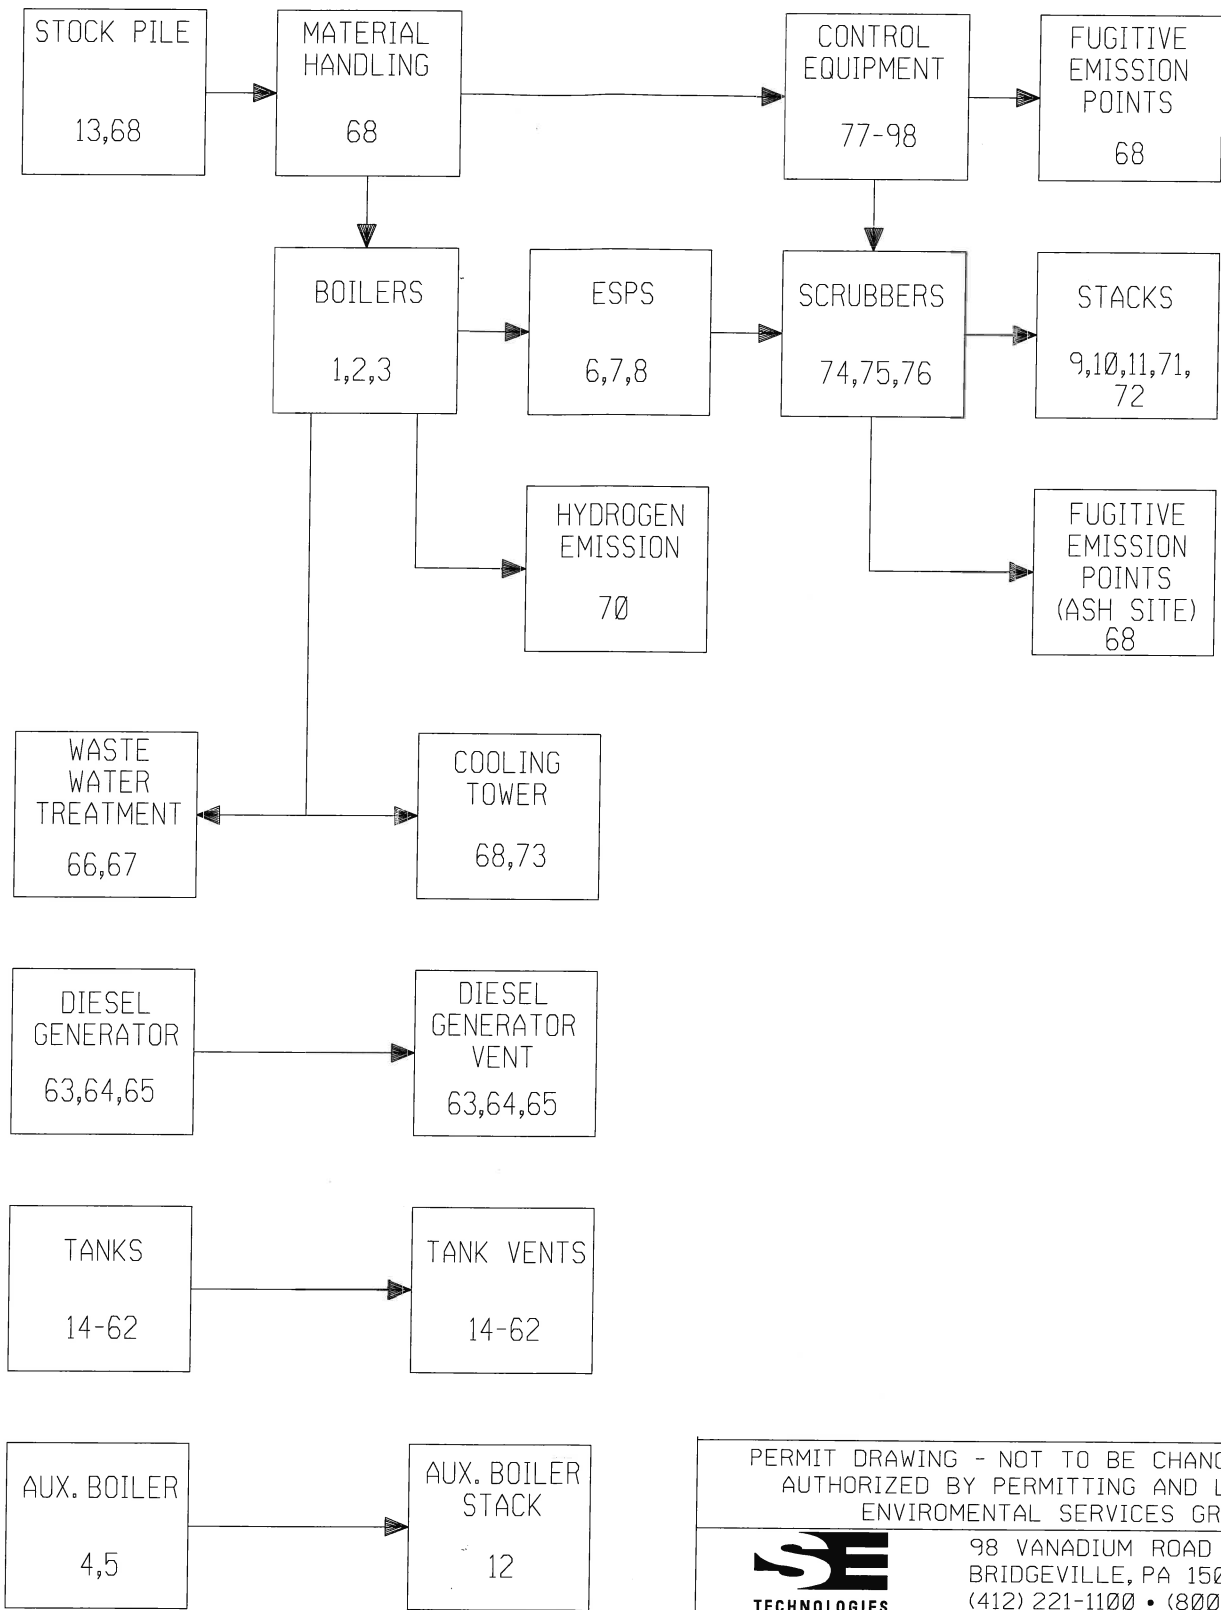 STOCK PILE
13,68
MATERIAL
HANDLING
68
CONTROL
EQUIPMENT
77-98
FUGITIVE
EMISSION
POINTS
68
BOILERS
1,2,3
ESPS
6,7,8
SCRUBBERS
74,75,76
STACKS
9,10,11,71,
72
HYDROGEN
EMISSION
70
FUGITIVE
EMISSION
POINTS
(ASH SITE)
68
WASTE
WATER
TREATMENT
66,67
COOLING
TOWER
68,73
DIESEL
GENERATOR
63,64,65
DIESEL
GENERATOR
VENT
63,64,65
TANKS
14-62
TANK VENTS
14-62
AUX. BOILER
4,5
AUX. BOILER
STACK
12
PERMIT DRAWING - NOT TO BE
AUTHORIZED BY PERMITTING AND
ENVIROMENTAL SERVICES
SE
TECHNOLOGIES
98 VANADIUM ROAD
BRIDGEVILLE, PA
(412) 221-1100 •